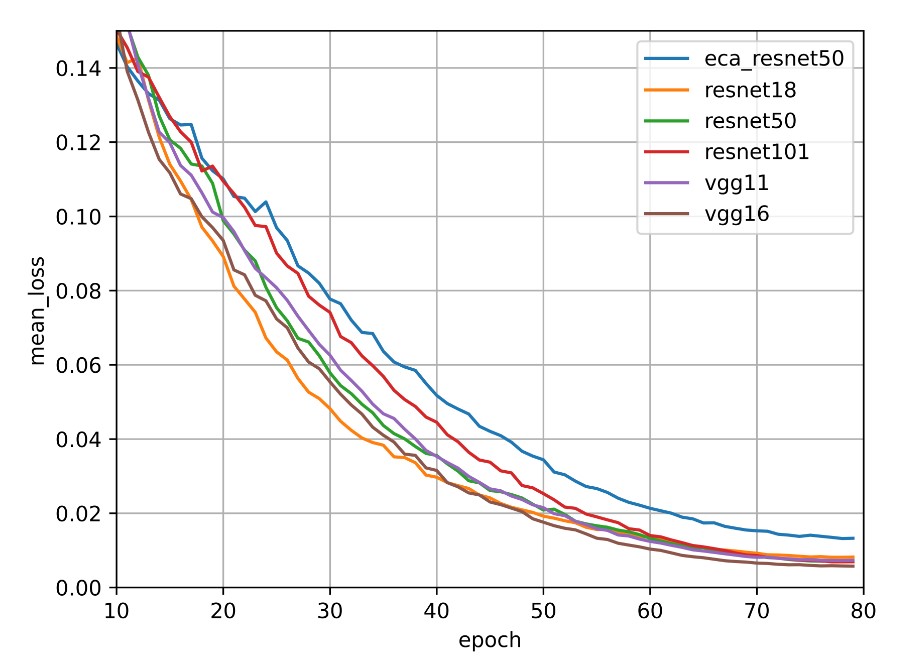 0.14
0.12
0.10
0.08
0.06
0.04
0.02
0.00
mean_loss
10 20 30 40 50 60 70 80
epoch
eca_resnet50
resnet18
resnet50
resnet101
vgg11
vgg16